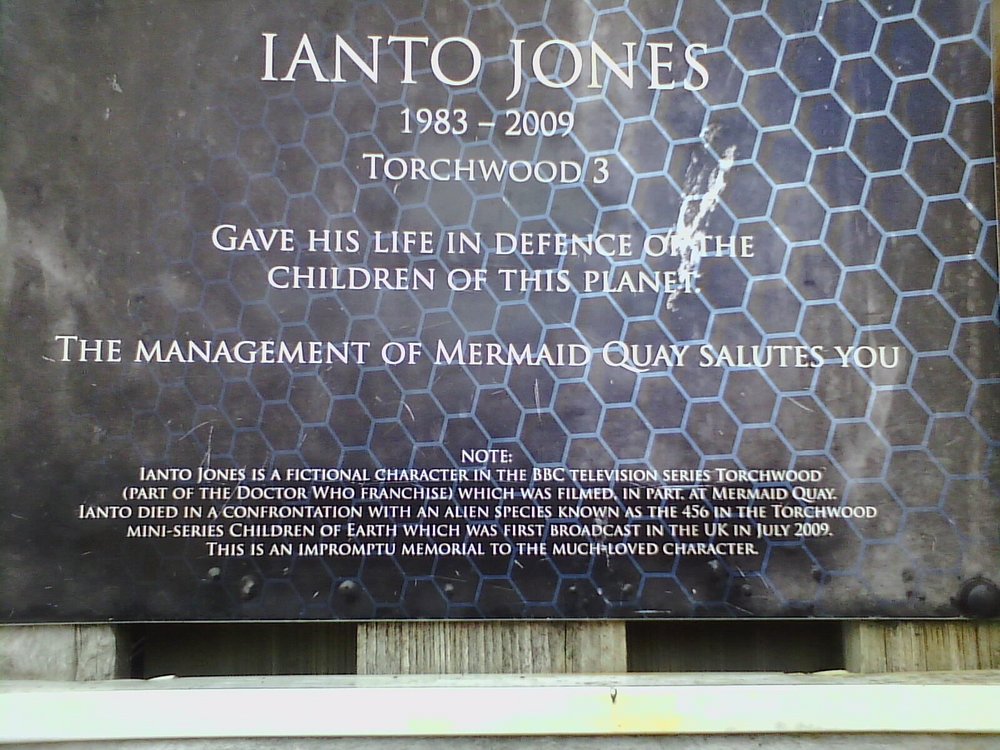 IANTO JONES
1983 – 2009
TORCHWOOD 3
GAVE HIS LIFE IN DEFENCE OF THE
CHILDREN OF THIS PLANET.
THE MANAGEMENT OF MERMAID QUAY SALUTES YOU
NOTE:
IANTO JONES IS A FICTIONAL CHARACTER IN THE BBC TELEVISION SERIES TORCHWOOD
(PART OF THE DOCTOR WHO FRANCHISE) WHICH WAS FILMED, IN PART, AT MERMAID QUAY.
IANTO DIED IN A CONFRONTATION WITH AN ALIEN SPECIES KNOWN AS THE 456 IN THE TORCHWOOD
MINI-SERIES CHILDREN OF EARTH WHICH WAS FIRST BROADCAST IN THE UK IN JULY 2009.
THIS IS AN IMPROMPTU MEMORIAL TO THE MUCH-LOVED CHARACTER.